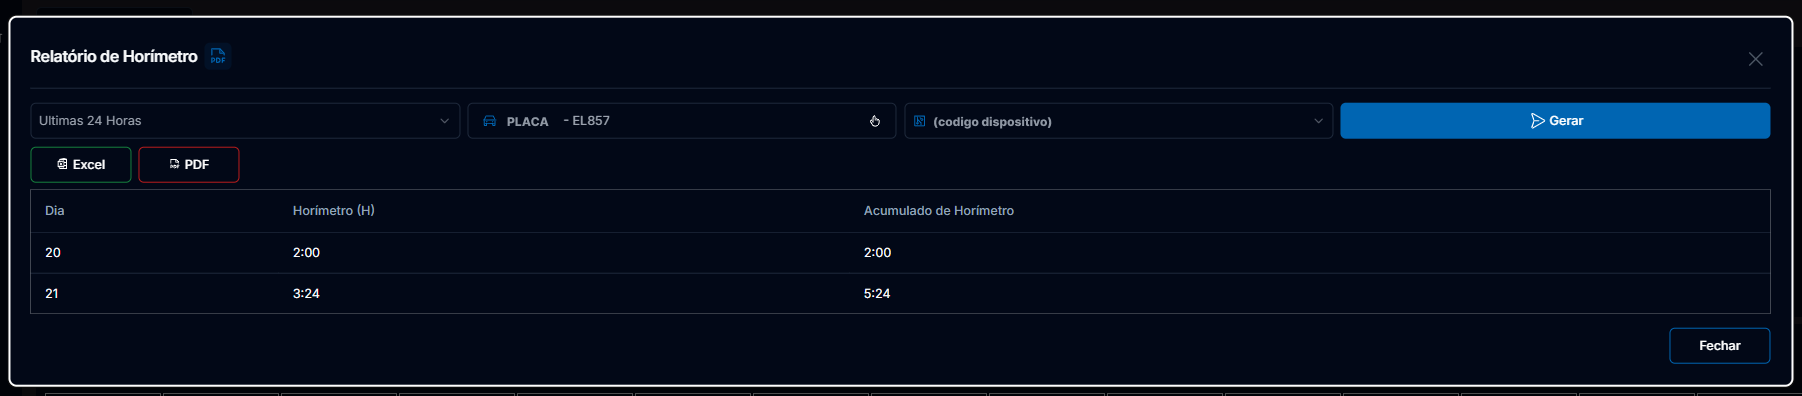 Relatório de Horímetro PDF
Ultimas 24 Horas PLACA - EL857 (codigo dispositivo) Gerar
Excel PDF
Dia Horímetro (H) Acumulado de Horímetro
20 2:00 2:00
21 3:24 5:24
Fechar